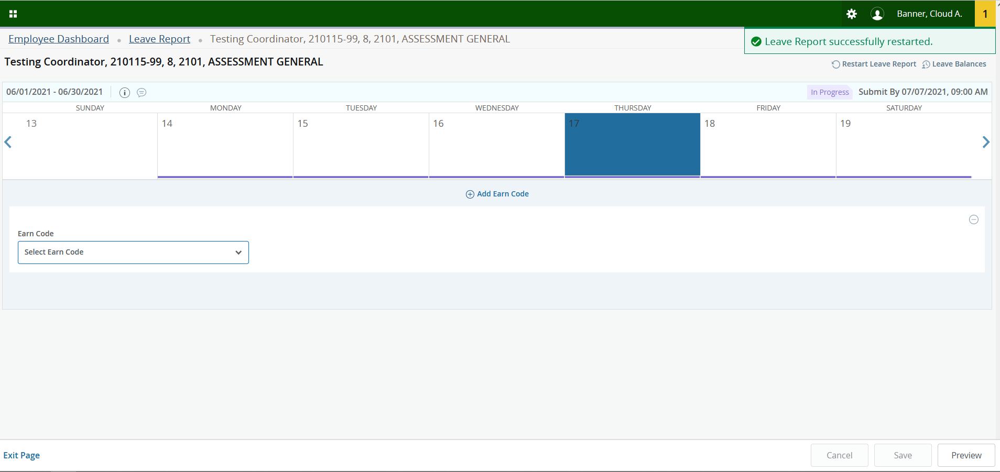 Banner, Cloud A. 1
Employee Dashboard • Leave Report • Testing Coordinator, 210115-99, 8, 2101, ASSESSMENT GENERAL
Leave Report successfully restarted.
Testing Coordinator, 210115-99, 8, 2101, ASSESSMENT GENERAL
Restart Leave Report Leave Balances
06/01/2021 - 06/30/2021
In Progress Submit By 07/07/2021, 09:00 AM
SUNDAY MONDAY TUESDAY WEDNESDAY THURSDAY FRIDAY SATURDAY
13 14 15 16 17 18 19
Add Earn Code
Earn Code
Select Earn Code
Exit Page Cancel Save Preview